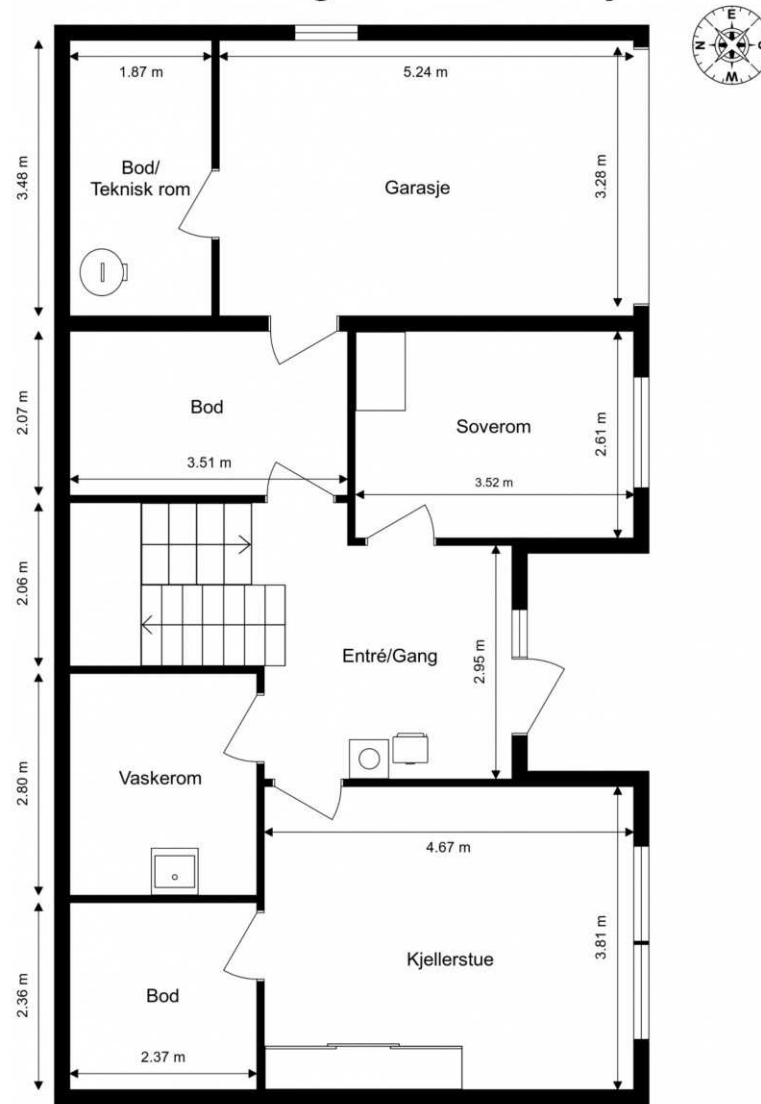 E
N
W
1.87 m
5.24 m
3.48 m
Bod/
Teknisk rom
Garasje
3.28 m
2.07 m
Bod
3.51 m
Soverom
2.61 m
3.52 m
2.06 m
Entré/Gang
2.95 m
2.80 m
Vaskerom
4.67 m
2.36 m
Bod
2.37 m
Kjellerstue
3.81 m